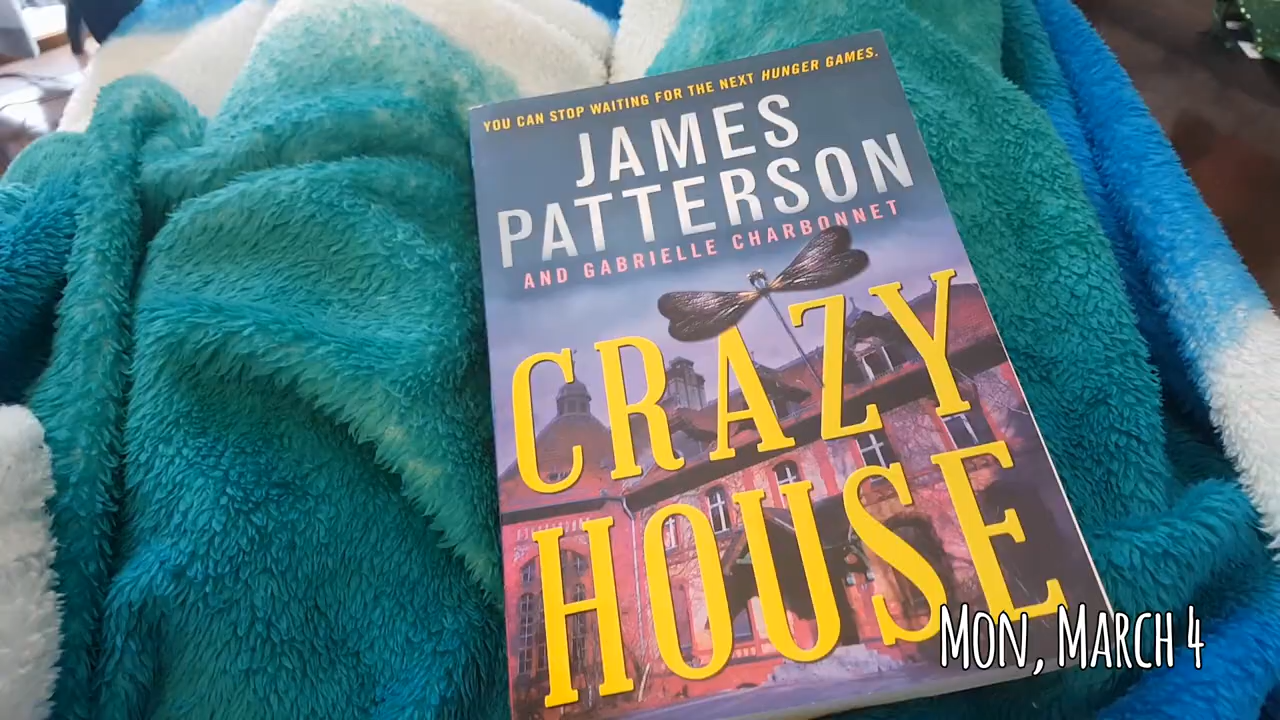 YOU CAN STOP WAITING FOR THE NEXT HUNGER GAMES.
JAMES
PATTERSON
AND GABRIELLE CHARBONNET
CRAZY
HOUSE
MON, MARCH 4